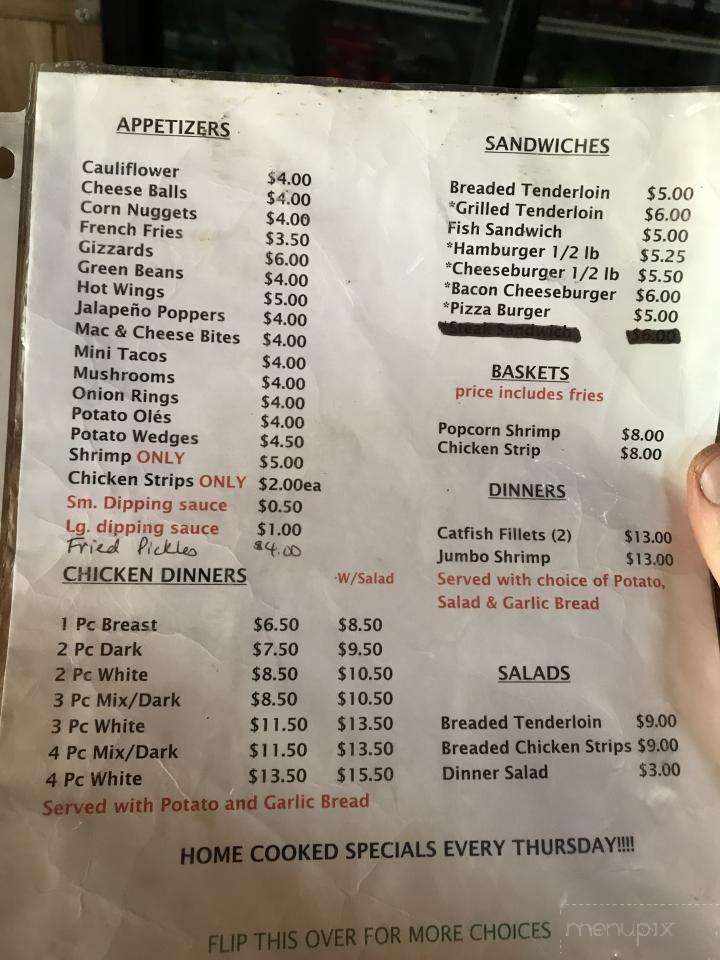 APPETIZERS
Cauliflower $4.00
Cheese Balls $4.00
Corn Nuggets $4.00
French Fries $3.50
Gizzards $6.00
Green Beans $4.00
Hot Wings $5.00
Jalapeño Poppers $4.00
Mac & Cheese Bites $4.00
Mini Tacos $4.00
Mushrooms $4.00
Onion Rings $4.00
Potato Olés $4.00
Potato Wedges $4.50
Shrimp ONLY $5.00
Chicken Strips ONLY $2.00ea
Sm. Dipping sauce $0.50
Lg. dipping sauce $1.00
Fried Pickles $4.00
CHICKEN DINNERS W/Salad
1 Pc Breast $6.50 $8.50
2 Pc Dark $7.50 $9.50
2 Pc White $8.50 $10.50
3 Pc Mix/Dark $8.50 $10.50
3 Pc White $11.50 $13.50
4 Pc Mix/Dark $11.50 $13.50
4 Pc White $13.50 $15.50
Served with Potato and Garlic Bread
SANDWICHES
Breaded Tenderloin $5.00
*Grilled Tenderloin $6.00
Fish Sandwich $5.00
*Hamburger 1/2 lb $5.25
*Cheeseburger 1/2 lb $5.50
*Bacon Cheeseburger $6.00
*Pizza Burger $5.00
Steak Sandwich $6.00
BASKETS
price includes fries
Popcorn Shrimp $8.00
Chicken Strip $8.00
DINNERS
Catfish Fillets (2) $13.00
Jumbo Shrimp $13.00
Served with choice of Potato,
Salad & Garlic Bread
SALADS
Breaded Tenderloin $9.00
Breaded Chicken Strips $9.00
Dinner Salad $3.00
HOME COOKED SPECIALS EVERY THURSDAY!!!!
FLIP THIS OVER FOR MORE CHOICES
menupix